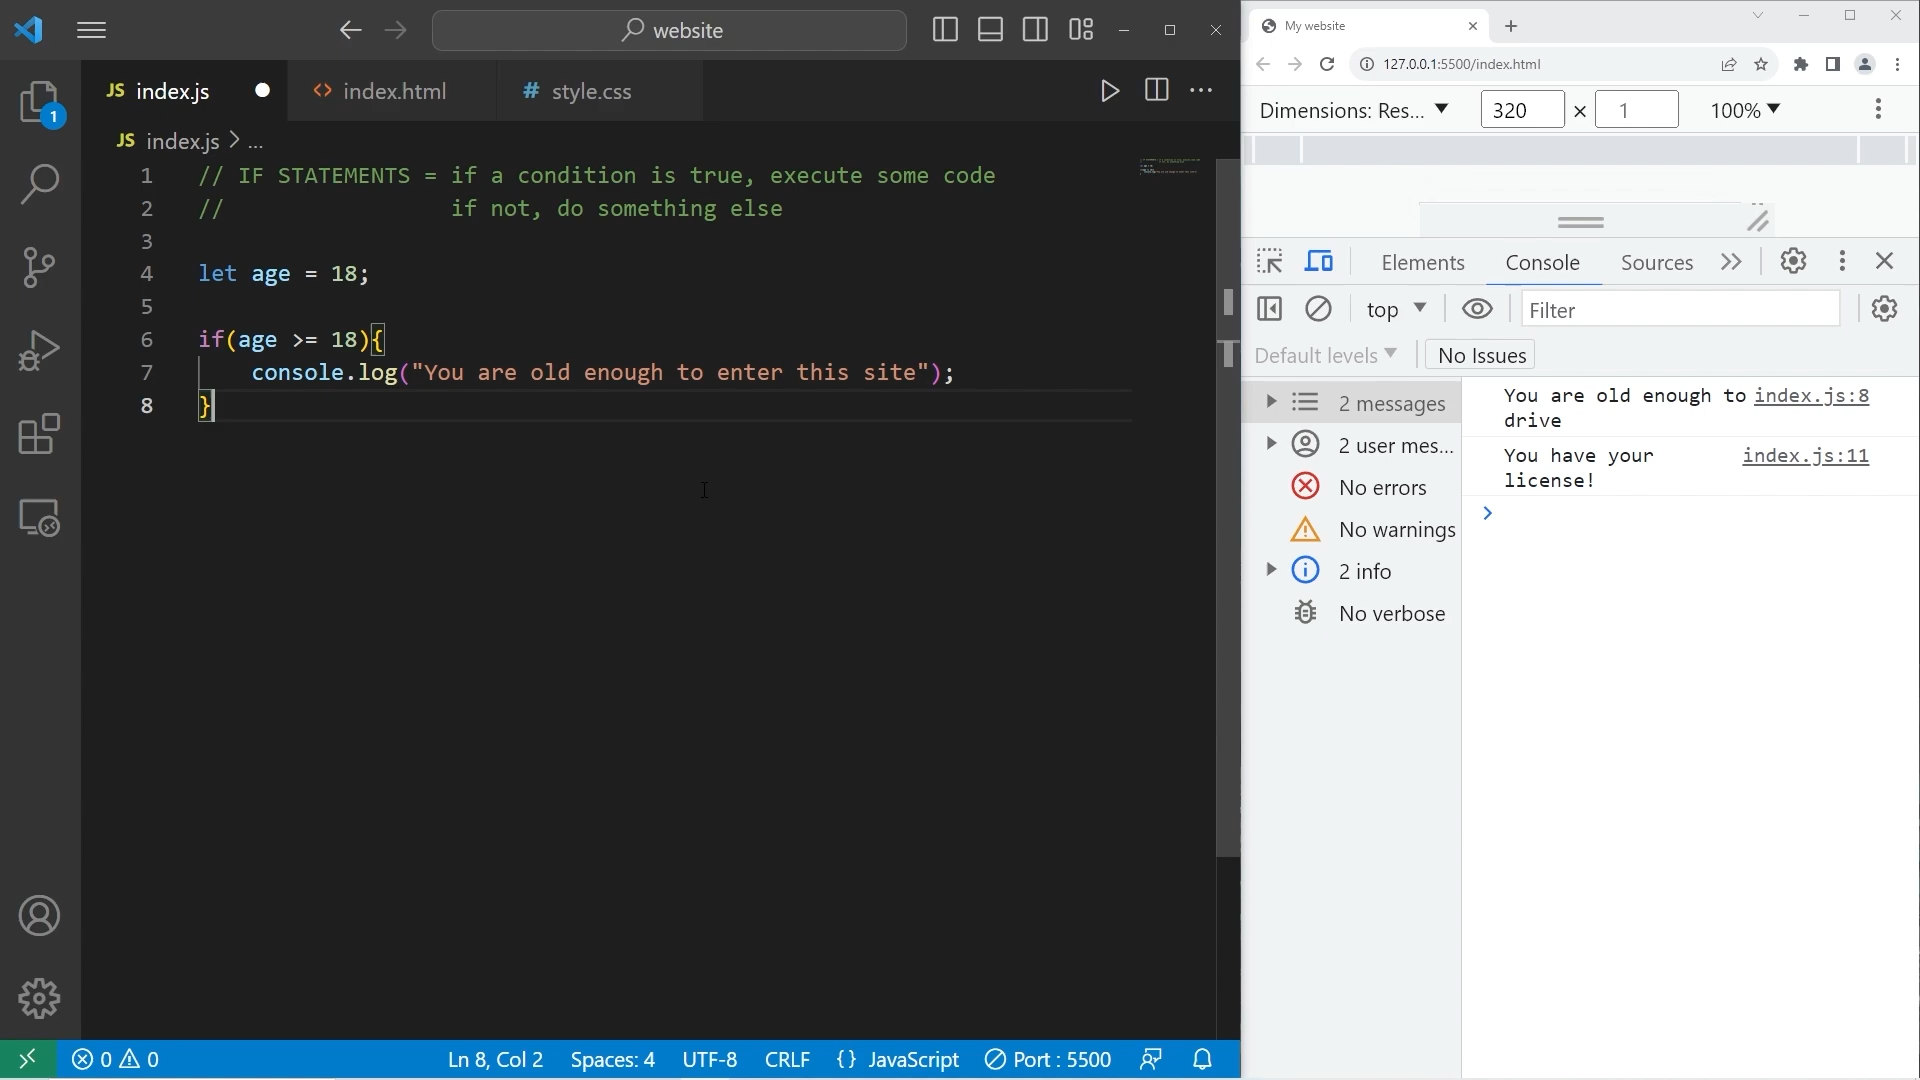 website
JS index.js
<> index.html
# style.css
JS index.js > ...
1 // IF STATEMENTS = if a condition is true, execute some code
2 // if not, do something else
3
4 let age = 18;
5
6 if(age >= 18){
7 console.log("You are old enough to enter this site");
8 }
1
0 0
Ln 8, Col 2
Spaces: 4
UTF-8
CRLF
{ } JavaScript
Port : 5500
My website
127.0.0.1:5500/index.html
Dimensions: Res... 320 × 1 100%
Elements Console Sources
top Filter
Default levels No Issues
2 messages
2 user mes...
No errors
No warnings
2 info
No verbose
You are old enough to index.js:8
drive
You have your index.js:11
license!